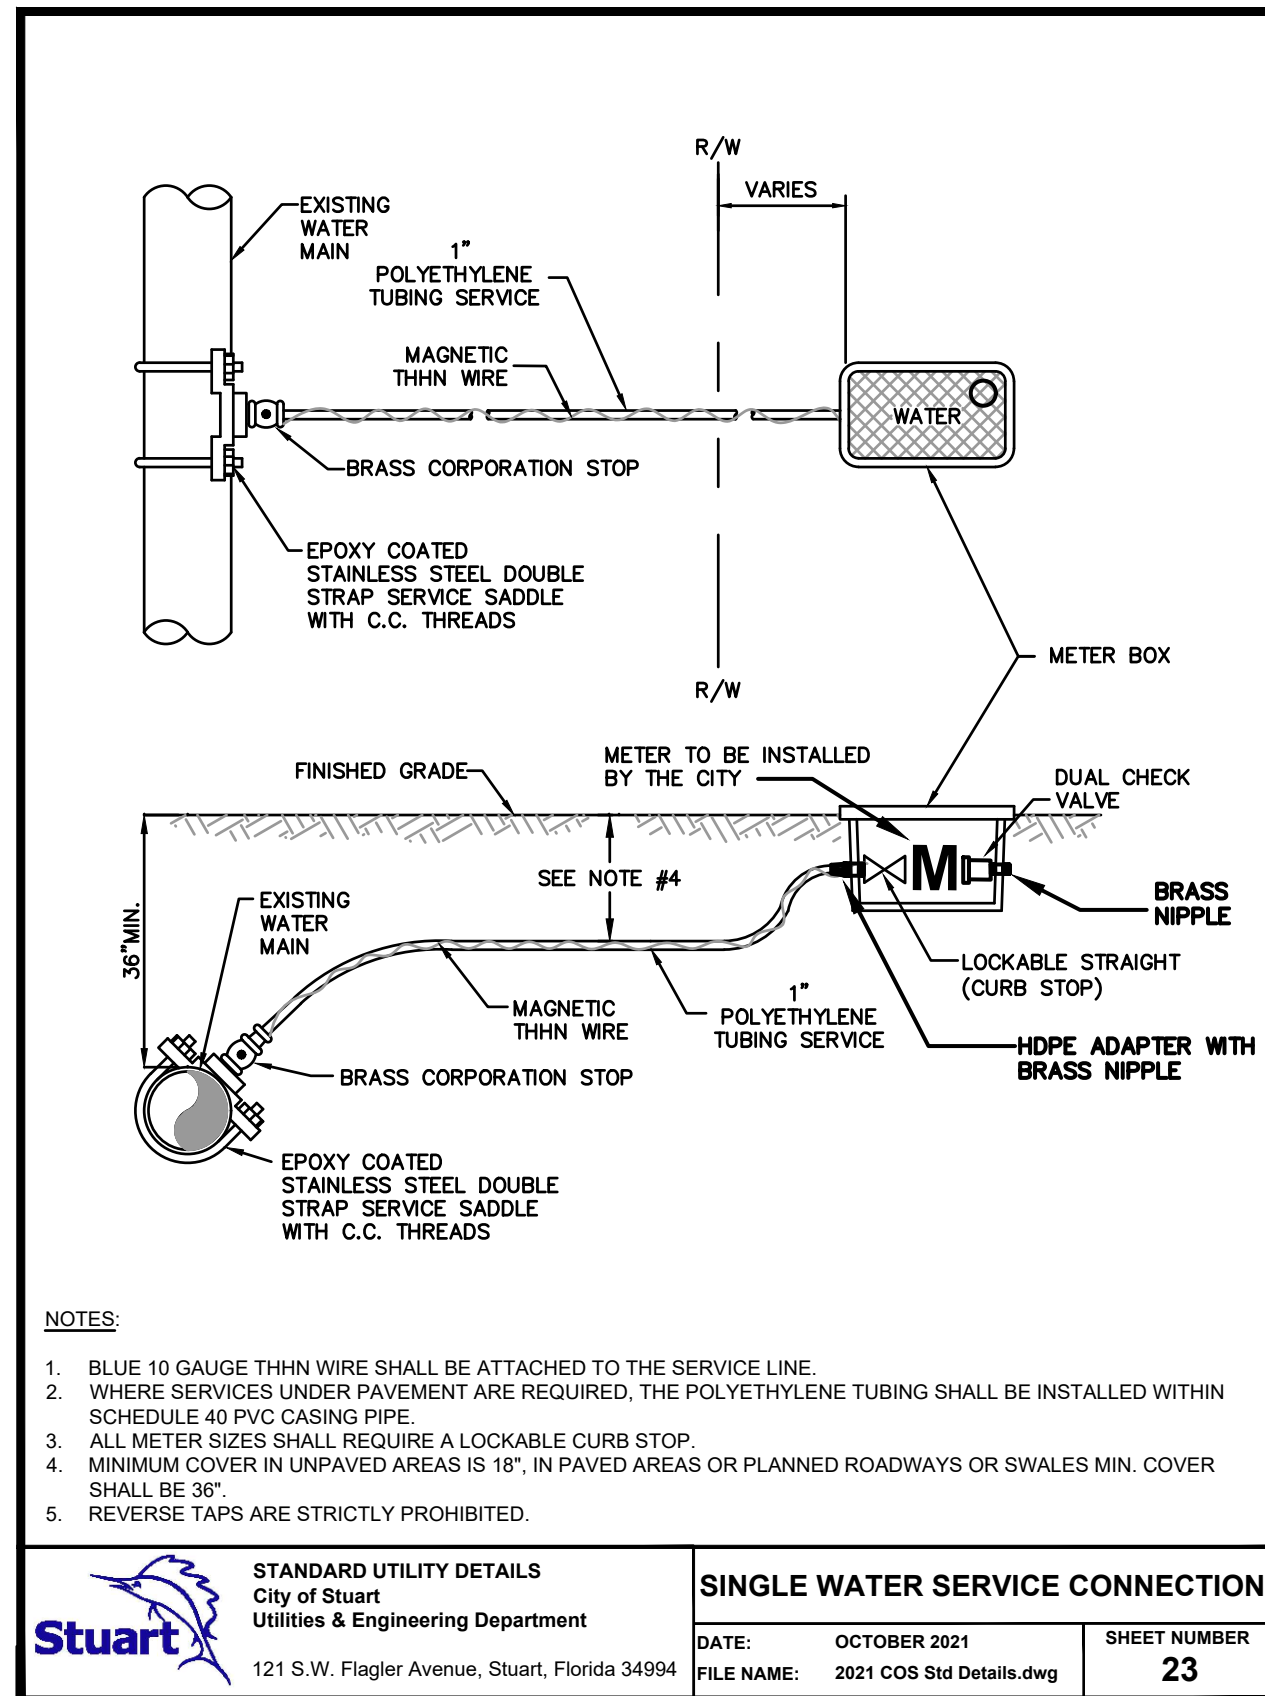 R/W
VARIES
EXISTING
WATER
MAIN
1"
POLYETHYLENE
TUBING SERVICE
MAGNETIC
THHN WIRE
WATER
BRASS CORPORATION STOP
EPOXY COATED
STAINLESS STEEL DOUBLE
STRAP SERVICE SADDLE
WITH C.C. THREADS
METER BOX
R/W
FINISHED GRADE
METER TO BE INSTALLED
BY THE CITY
DUAL CHECK
VALVE
SEE NOTE #4
M
BRASS
NIPPLE
36"MIN.
EXISTING
WATER
MAIN
LOCKABLE STRAIGHT
(CURB STOP)
MAGNETIC
THHN WIRE
1"
POLYETHYLENE
TUBING SERVICE
HDPE ADAPTER WITH
BRASS NIPPLE
BRASS CORPORATION STOP
EPOXY COATED
STAINLESS STEEL DOUBLE
STRAP SERVICE SADDLE
WITH C.C. THREADS
NOTES:
1. BLUE 10 GAUGE THHN WIRE SHALL BE ATTACHED TO THE SERVICE LINE.
2. WHERE SERVICES UNDER PAVEMENT ARE REQUIRED, THE POLYETHYLENE TUBING SHALL BE INSTALLED WITHIN
SCHEDULE 40 PVC CASING PIPE.
3. ALL METER SIZES SHALL REQUIRE A LOCKABLE CURB STOP.
4. MINIMUM COVER IN UNPAVED AREAS IS 18", IN PAVED AREAS OR PLANNED ROADWAYS OR SWALES MIN. COVER
SHALL BE 36".
5. REVERSE TAPS ARE STRICTLY PROHIBITED.
Stuart
STANDARD UTILITY DETAILS
City of Stuart
Utilities & Engineering Department
121 S.W. Flagler Avenue, Stuart, Florida 34994
SINGLE WATER SERVICE CONNECTION
DATE: OCTOBER 2021
FILE NAME: 2021 COS Std Details.dwg
SHEET NUMBER
23